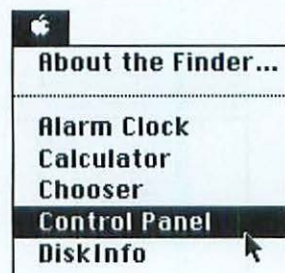 About the Finder...
Alarm Clock
Calculator
Chooser
Control Panel
DiskInfo